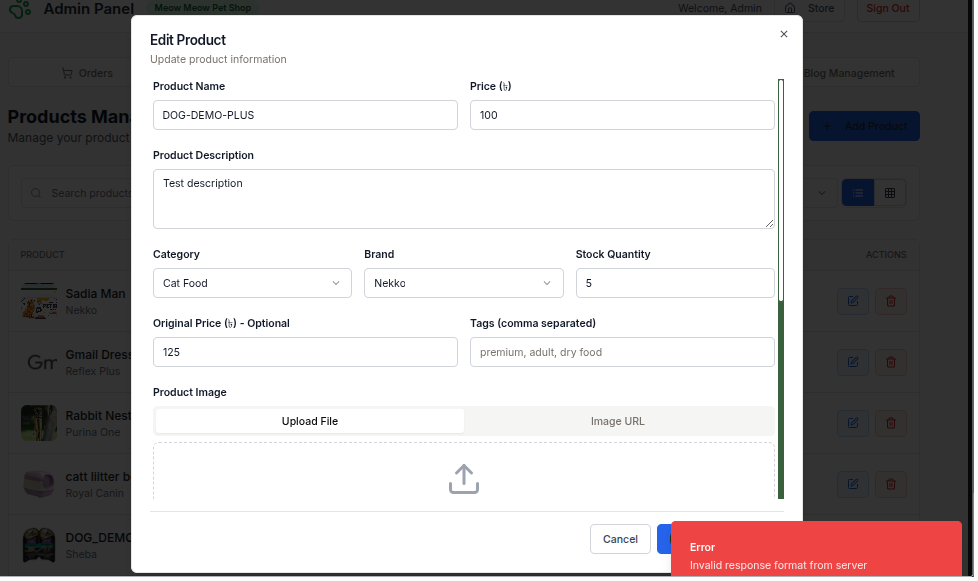 Admin Panel
Meow Meow Pet Shop
Welcome, Admin
Store
Sign Out
Orders
Blog Management
Products Man
Manage your product
Add Product
Search products
PRODUCT
ACTIONS
Sadia Man
Nekko
Gmail Dress
Reflex Plus
Rabbit Nest
Purina One
catt llitter b
Royal Canin
DOG_DEMO
Sheba
Edit Product
Update product information
×
Product Name
Price (৳)
DOG-DEMO-PLUS
100
Product Description
Test description
Category
Brand
Stock Quantity
Cat Food
Nekko
5
Original Price (৳) - Optional
Tags (comma separated)
125
premium, adult, dry food
Product Image
Upload File
Image URL
Cancel
Error
Invalid response format from server